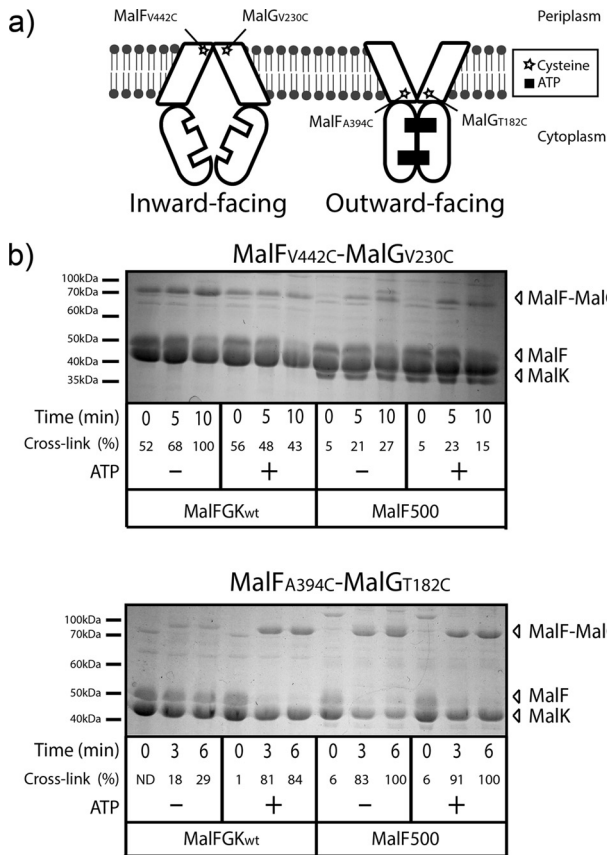 a)
MalFV442C MalGV230C
Periplasm
Cysteine
ATP
MalFA394C MalGT182C
Cytoplasm
Inward-facing Outward-facing
b)
MalFV442C-MalGV230C
100kDa
70kDa
60kDa
50kDa
40kDa
35kDa
MalF-Mal
MalF
MalK
Time (min) 0 5 10 0 5 10 0 5 10 0 5 10
Cross-link (%) 52 68 100 56 48 43 5 21 27 5 23 15
ATP − + − +
MalFGKwt MalF500
MalFA394C-MalGT182C
100kDa
70kDa
60kDa
50kDa
40kDa
MalF-Mal
MalF
MalK
Time (min) 0 3 6 0 3 6 0 3 6 0 3 6
Cross-link (%) ND 18 29 1 81 84 6 83 100 6 91 100
ATP − + − +
MalFGKwt MalF500